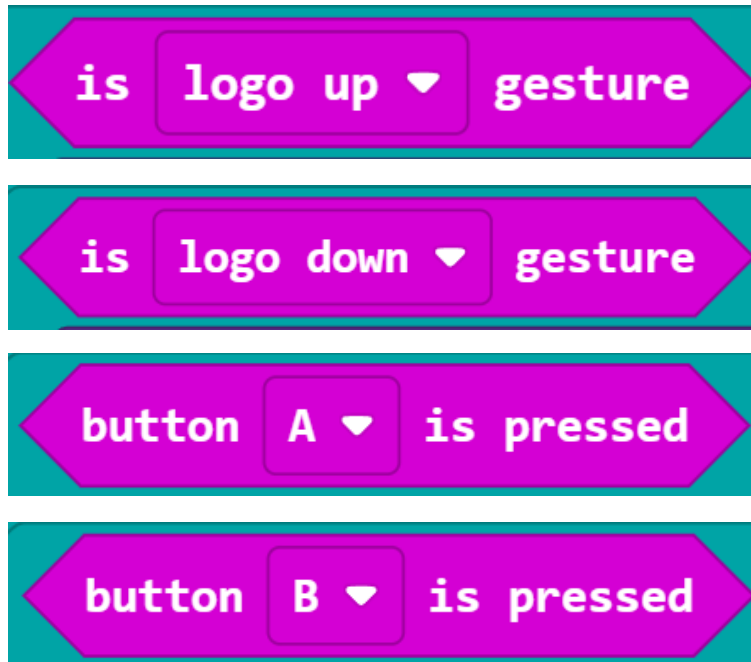 is logo up gesture
is logo down gesture
button A is pressed
button B is pressed